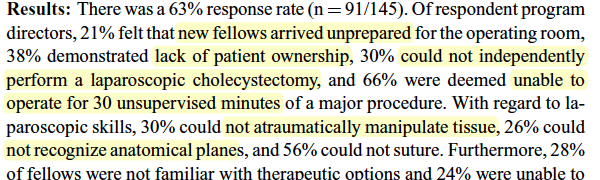 Results: There was a 63% response rate (n = 91/145). Of respondent program
directors, 21% felt that new fellows arrived unprepared for the operating room,
38% demonstrated lack of patient ownership, 30% could not independently
perform a laparoscopic cholecystectomy, and 66% were deemed unable to
operate for 30 unsupervised minutes of a major procedure. With regard to la-
paroscopic skills, 30% could not atraumatically manipulate tissue, 26% could
not recognize anatomical planes, and 56% could not suture. Furthermore, 28%
of fellows were not familiar with therapeutic options and 24% were unable to